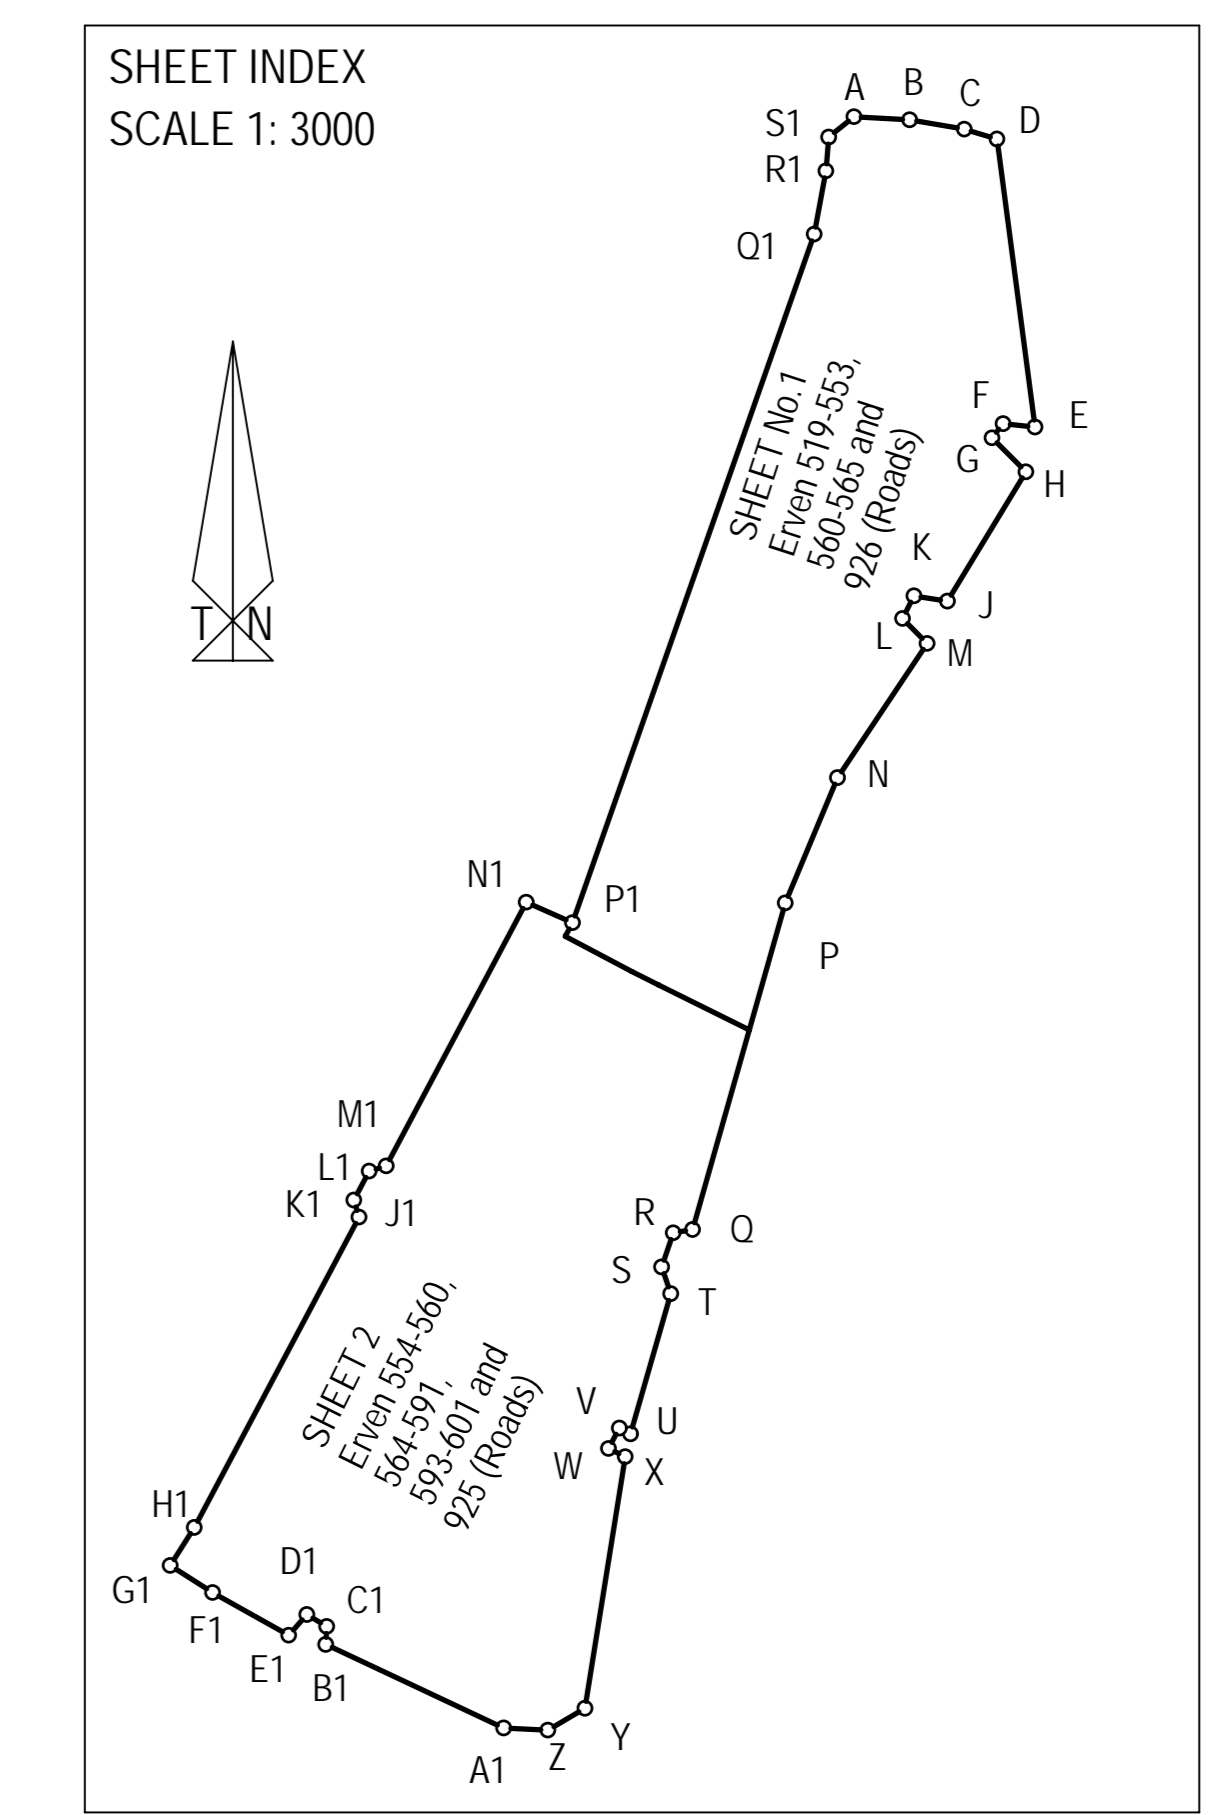 SHEET INDEX
SCALE 1: 3000
A
B
C
D
S1
R1
Q1
E
F
G
H
SHEET No.1
Erven 519-553,
560-565 and
926 (Roads)
K
J
L
M
T N
N
N1
P1
P
M1
L1
K1
J1
R
Q
S
T
SHEET 2
Erven 554-560,
564-591,
593-601 and
925 (Roads)
V
U
W
X
H1
G1
D1
C1
F1
E1
B1
Y
Z
A1